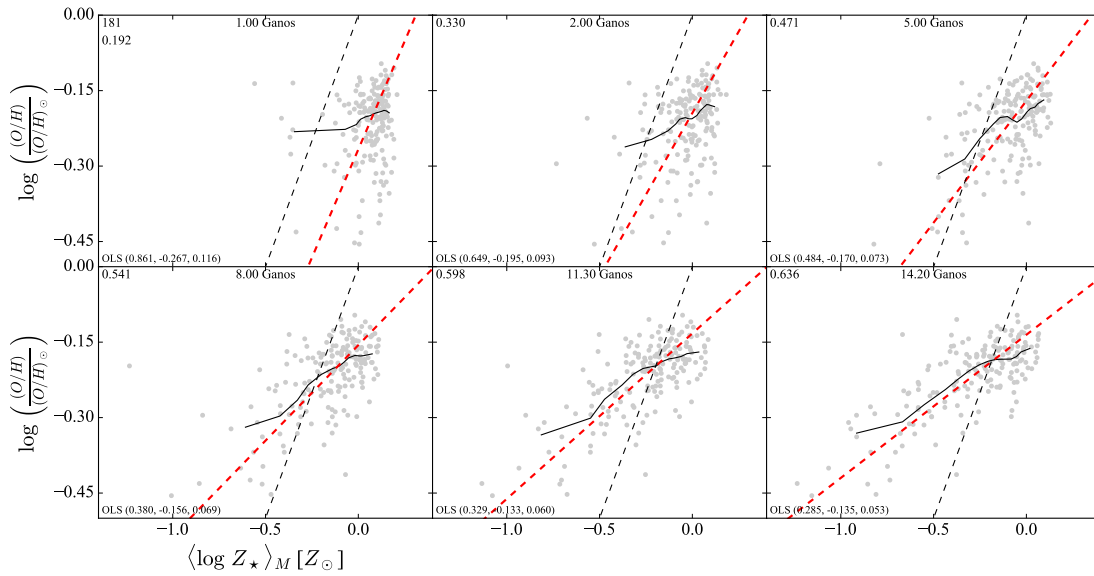 181
1.00 Ganos
0.330
2.00 Ganos
0.471
5.00 Ganos
0.192
0.00
−0.15
−0.30
−0.45
log ( (O/H) / (O/H)⊙ )
OLS (0.861, -0.267, 0.116)
OLS (0.649, -0.195, 0.093)
OLS (0.484, -0.170, 0.073)
0.541
8.00 Ganos
0.598
11.30 Ganos
0.636
14.20 Ganos
0.00
−0.15
−0.30
−0.45
log ( (O/H) / (O/H)⊙ )
OLS (0.380, -0.156, 0.069)
OLS (0.329, -0.133, 0.060)
OLS (0.285, -0.135, 0.053)
−1.0 −0.5 0.0
−1.0 −0.5 0.0
−1.0 −0.5 0.0
⟨log Z⋆⟩M [Z⊙]